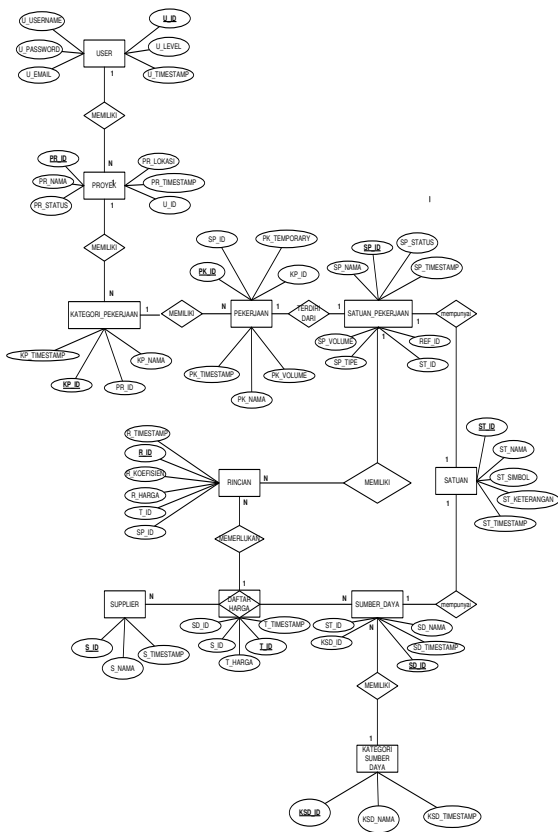 U_USERNAME
U_ID
U_PASSWORD
USER
U_LEVEL
U_EMAIL
U_TIMESTAMP
1
MEMILIKI
N
PR_ID
PR_LOKASI
PR_NAMA
PROYEK
1
PR_TIMESTAMP
PR_STATUS
U_ID
1
MEMILIKI
N
SP_ID
PK_TEMPORARY
PK_ID
KP_ID
SP_ID
SP_STATUS
SP_NAMA
SP_TIMESTAMP
KATEGORI_PEKERJAAN
1
MEMILIKI
N
PEKERJAAN
1
TERDIRI
DARI
1
SATUAN_PEKERJAAN
1
mempunyai
KP_TIMESTAMP
KP_NAMA
KP_ID
PR_ID
PK_TIMESTAMP
PK_VOLUME
PK_NAMA
SP_VOLUME
1
REF_ID
SP_TIPE
ST_ID
R_TIMESTAMP
R_ID
R_KOEFISIEN
R_HARGA
T_ID
SP_ID
RINCIAN
N
MEMILIKI
1
SATUAN
1
ST_ID
ST_NAMA
ST_SIMBOL
ST_KETERANGAN
ST_TIMESTAMP
N
MEMERLUKAN
1
SUPPLIER
N
DAFTAR
HARGA
N
SUMBER_DAYA
1
mempunyai
S_ID
S_NAMA
S_TIMESTAMP
SD_ID
T_TIMESTAMP
S_ID
T_ID
T_HARGA
ST_ID
N
SD_NAMA
KSD_ID
SD_TIMESTAMP
SD_ID
MEMILIKI
1
KATEGORI
SUMBER
DAYA
KSD_ID
KSD_NAMA
KSD_TIMESTAMP